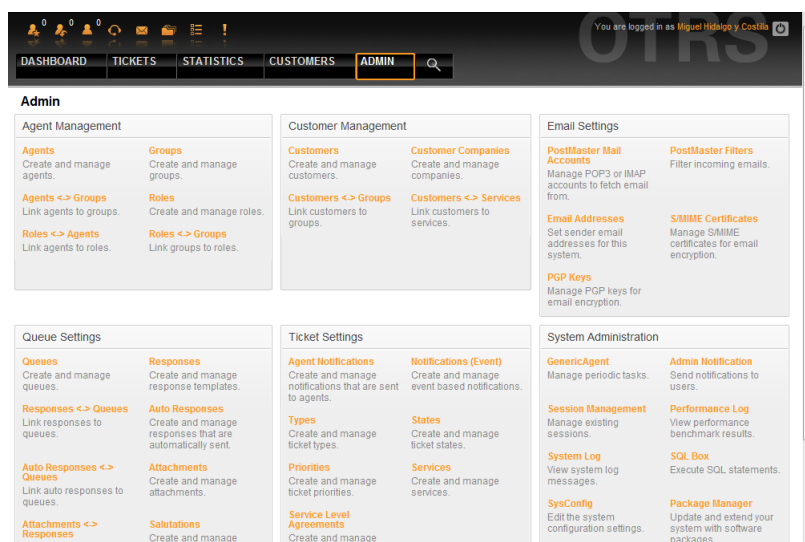 0 0 0
OTRS
You are logged in as Miguel Hidalgo y Costilla
DASHBOARD TICKETS STATISTICS CUSTOMERS ADMIN
Admin
Agent Management
Agents
Create and manage
agents.
Groups
Create and manage
groups.
Agents <-> Groups
Link agents to groups.
Roles
Create and manage roles.
Roles <-> Agents
Link agents to roles.
Roles <-> Groups
Link groups to roles.
Customer Management
Customers
Create and manage
customers.
Customer Companies
Create and manage
companies.
Customers <-> Groups
Link customers to
groups.
Customers <-> Services
Link customers to
services.
Email Settings
PostMaster Mail
Accounts
Manage POP3 or IMAP
accounts to fetch email
from.
PostMaster Filters
Filter incoming emails.
Email Addresses
Set sender email
addresses for this
system.
S/MIME Certificates
Manage S/MIME
certificates for email
encryption.
PGP Keys
Manage PGP keys for
email encryption.
Queue Settings
Queues
Create and manage
queues.
Responses
Create and manage
response templates.
Responses <-> Queues
Link responses to
queues.
Auto Responses
Create and manage
responses that are
automatically sent.
Auto Responses <->
Queues
Link auto responses to
queues.
Attachments
Create and manage
attachments.
Attachments <->
Responses
Salutations
Create and manage
Ticket Settings
Agent Notifications
Create and manage
notifications that are sent
to agents.
Notifications (Event)
Create and manage
event based notifications.
Types
Create and manage
ticket types.
States
Create and manage
ticket states.
Priorities
Create and manage
ticket priorities.
Services
Create and manage
services.
Service Level
Agreements
Create and manage
System Administration
GenericAgent
Manage periodic tasks.
Admin Notification
Send notifications to
users.
Session Management
Manage existing
sessions.
Performance Log
View performance
benchmark results.
System Log
View system log
messages.
SQL Box
Execute SQL statements.
SysConfig
Edit the system
configuration settings.
Package Manager
Update and extend your
system with software
packages.